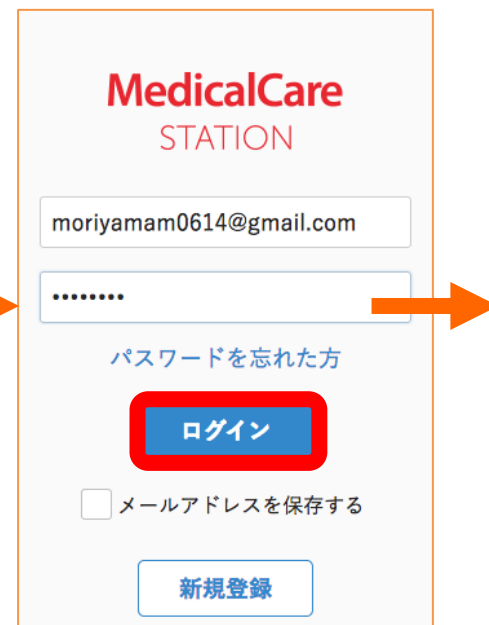 MedicalCare
STATION
moriyamam0614@gmail.com
••••••••
パスワードを忘れた方
ログイン
メールアドレスを保存する
新規登録